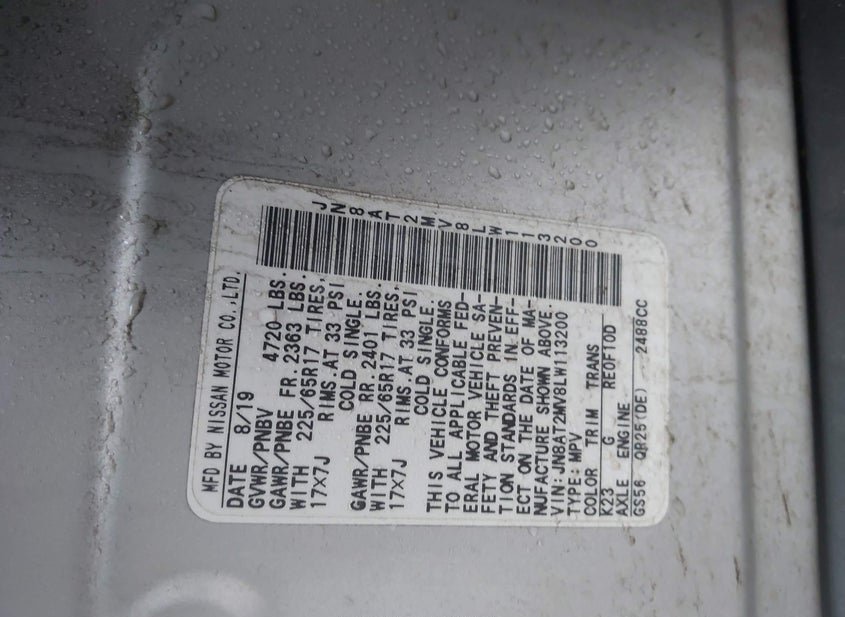 MFD BY NISSAN MOTOR CO.,LTD.
DATE 8/19
GVWR/PNBV 4720 LBS.
GAWR/PNBE FR. 2363 LBS.
WITH 225/65R17 TIRES,
17X7J RIMS.AT 33 PSI
COLD SINGLE.
GAWR/PNBE RR. 2401 LBS.
WITH 225/65R17 TIRES,
17X7J RIMS.AT 33 PSI
COLD SINGLE.
THIS VEHICLE CONFORMS
TO ALL APPLICABLE FED-
ERAL MOTOR VEHICLE SA-
FETY AND THEFT PREVEN-
TION STANDARDS IN EFF-
ECT ON THE DATE OF MA-
NUFACTURE SHOWN ABOVE.
VIN:JN8AT2MV8LW113200
TYPE:MPV
COLOR TRIM TRANS
K23 G RE0F10D
AXLE ENGINE
GS56 QR25(DE) 2488CC
JN8AT2MV8LW113200